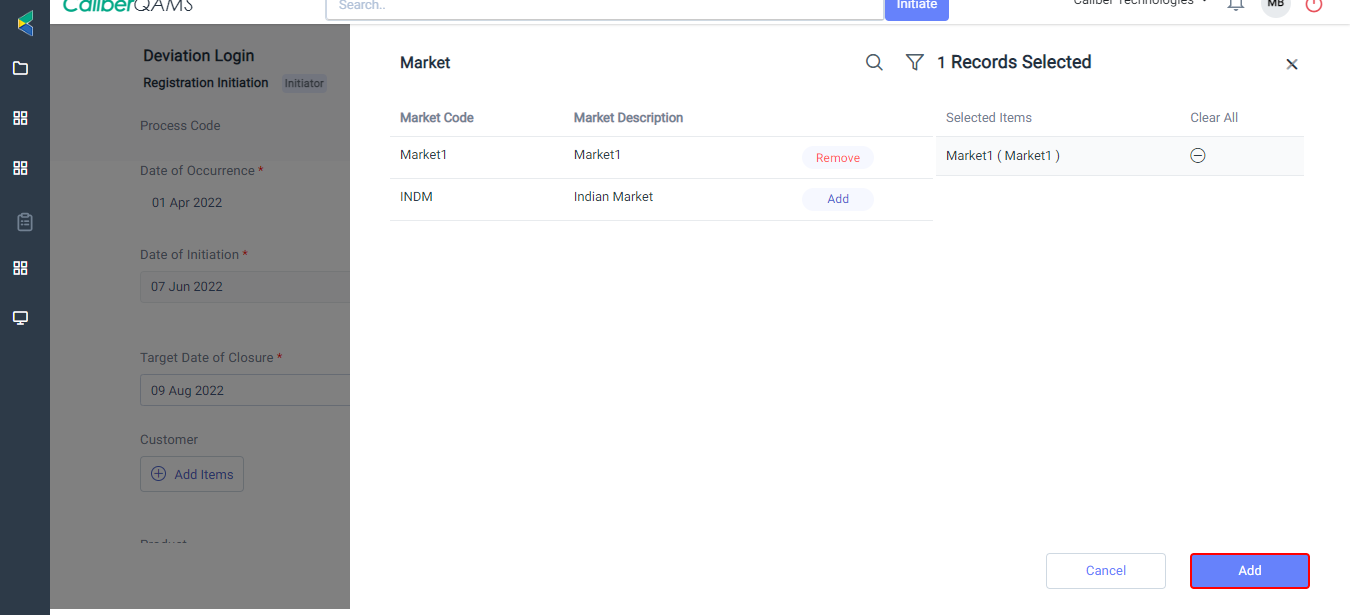 CaliberQAMS
Search..
Initiate
Caliber Technologies
MB
Deviation Login
Registration Initiation Initiator
Process Code
Date of Occurrence *
01 Apr 2022
Date of Initiation *
07 Jun 2022
Target Date of Closure *
09 Aug 2022
Customer
Add Items
Product
Market
1 Records Selected
Market Code Market Description
Market1 Market1 Remove
INDM Indian Market Add
Selected Items Clear All
Market1 ( Market1 )
Cancel Add